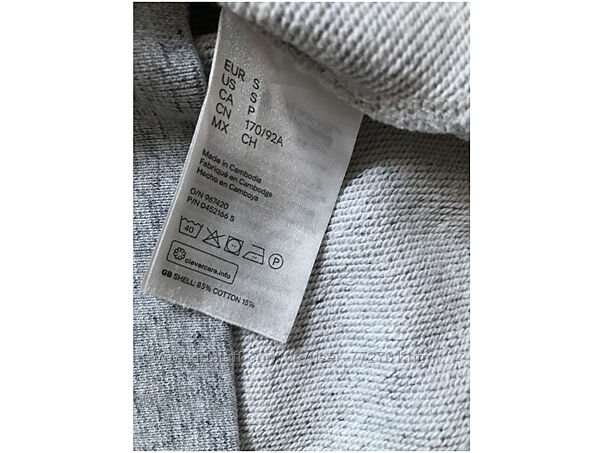 EUR S
US S
CA P
CN 170/92A
MX CH
Made in Cambodia
Fabriqué en Cambodge
Hecho en Camboya
O/N 967420
P/N 0452166 S
40
P
clevercare.info
GB SHELL: 85% COTTON 15%